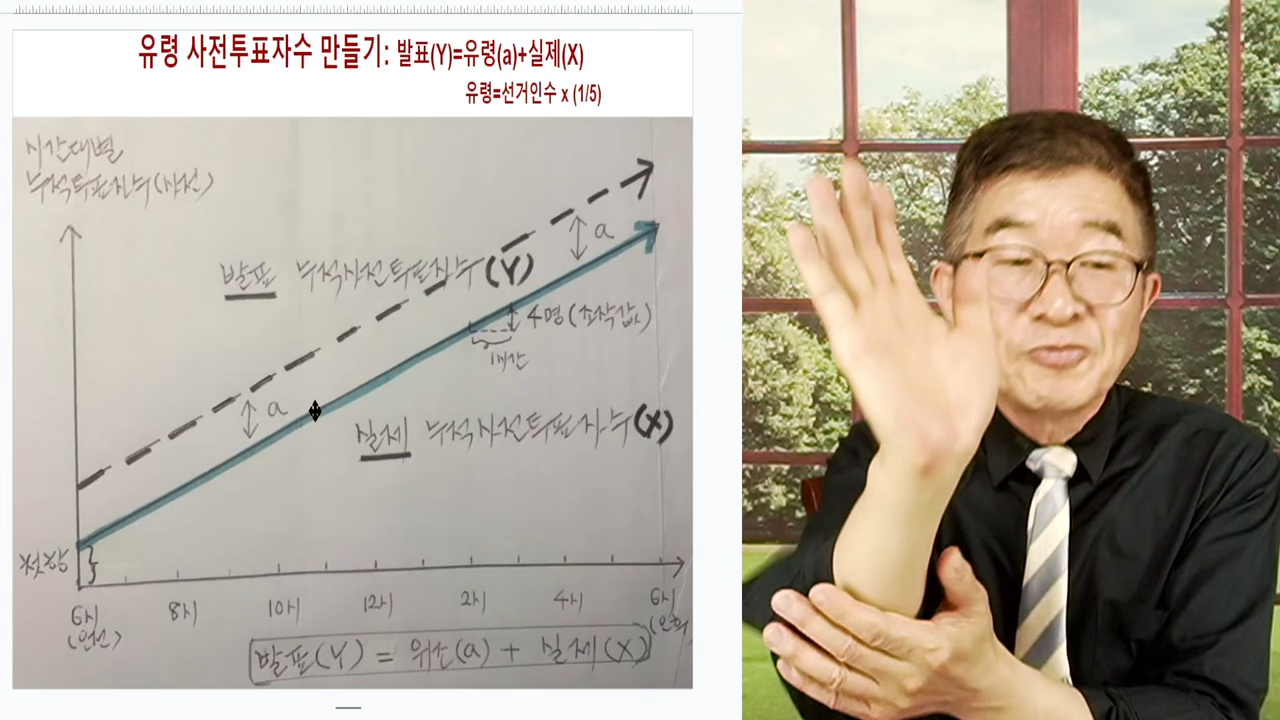 유령 사전투표자수 만들기: 발표(Y)=유령(a)+실제(X)
유령=선거인수 x (1/5)
시간대별
누적투표자수(사전)
a
발표 누적사전투표자수(Y)
4명(조작값)
1시간
a
실제 누적사전투표자수(X)
첫항
6시 8시 10시 12시 2시 4시 6시
(오전) (오후
발표(Y) = 위손(a) + 실제(X)